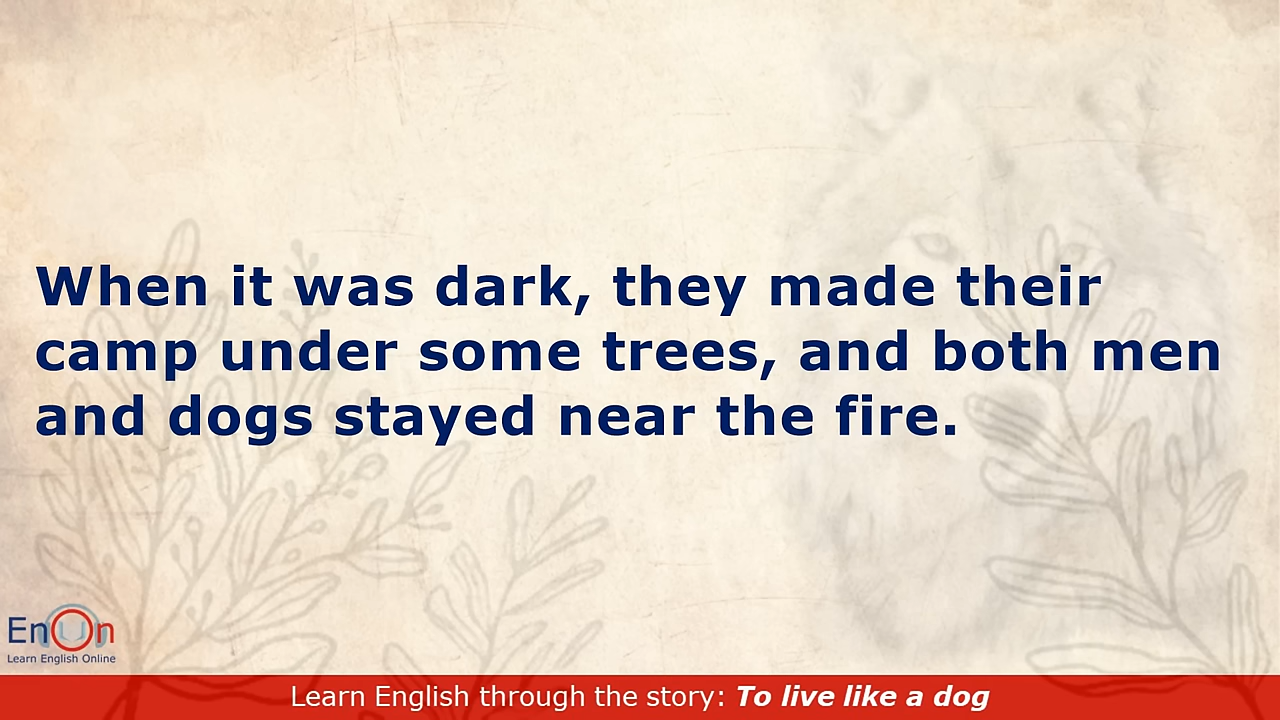 When it was dark, they made their
camp under some trees, and both men
and dogs stayed near the fire.
EnOn
Learn English Online
Learn English through the story: To live like a dog